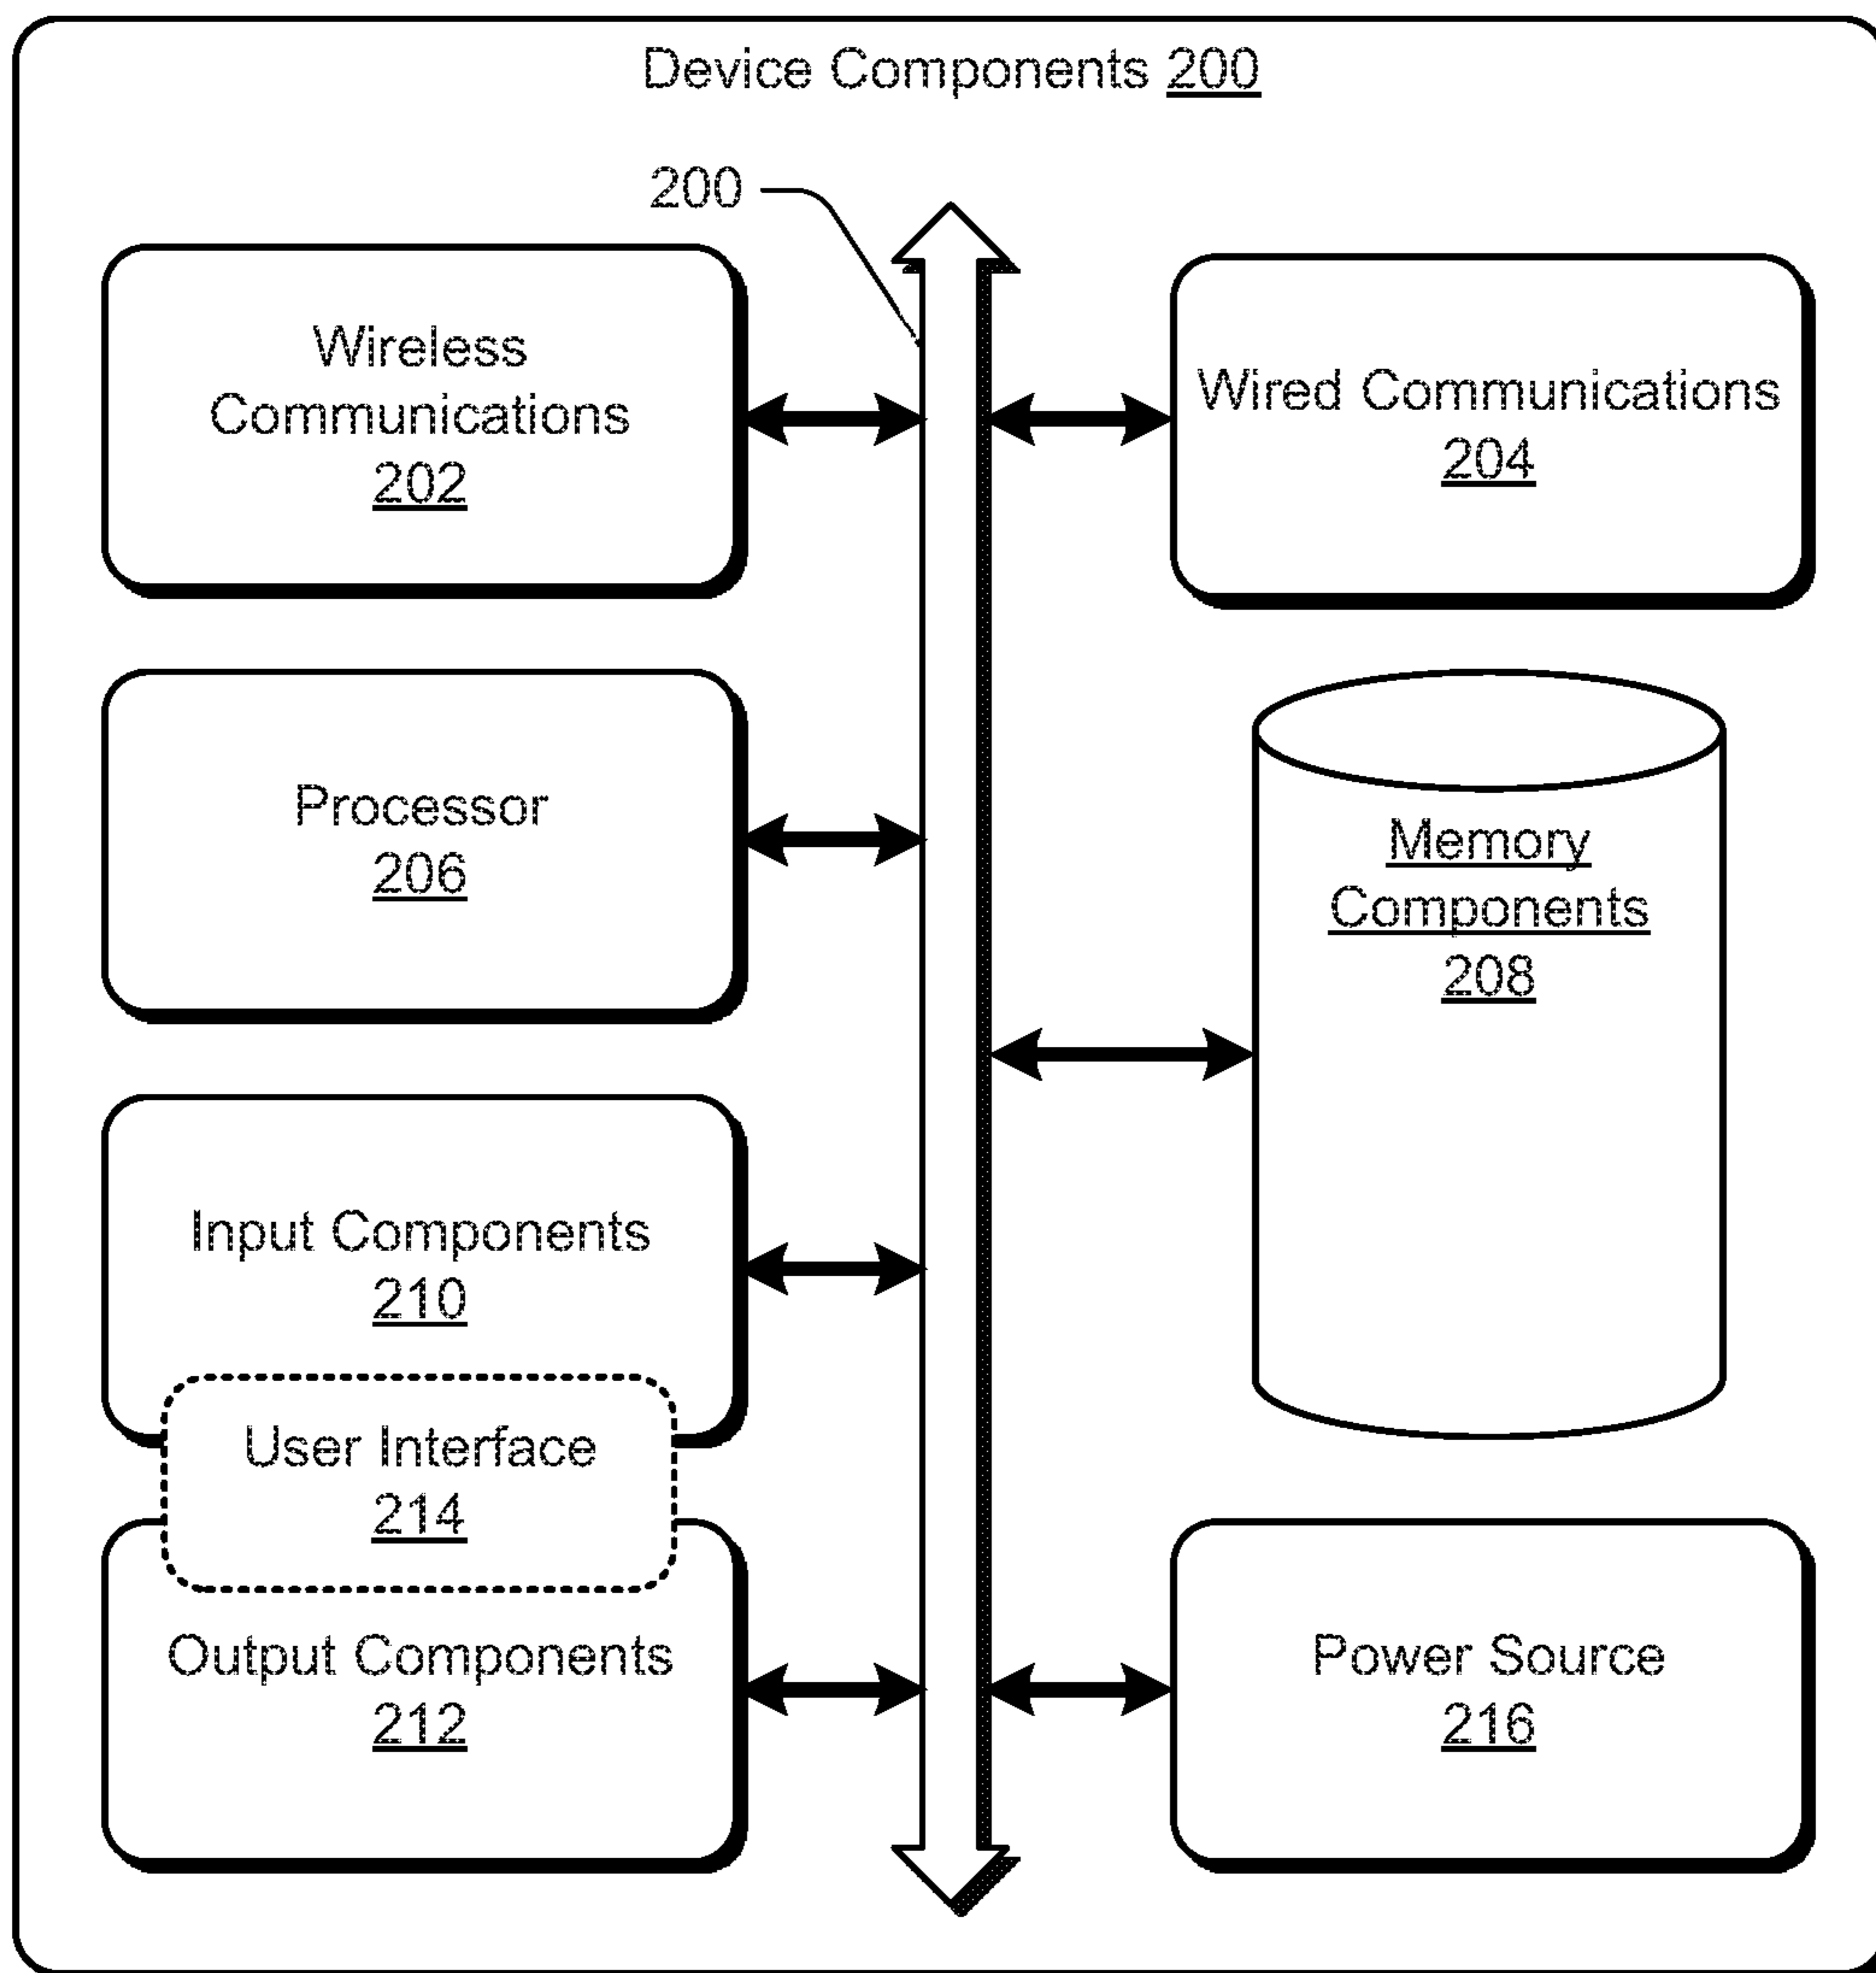 Device Components 200
200
Wireless
Communications
202
Wired Communications
204
Processor
206
Memory
Components
208
Input Components
210
User Interface
214
Output Components
212
Power Source
216